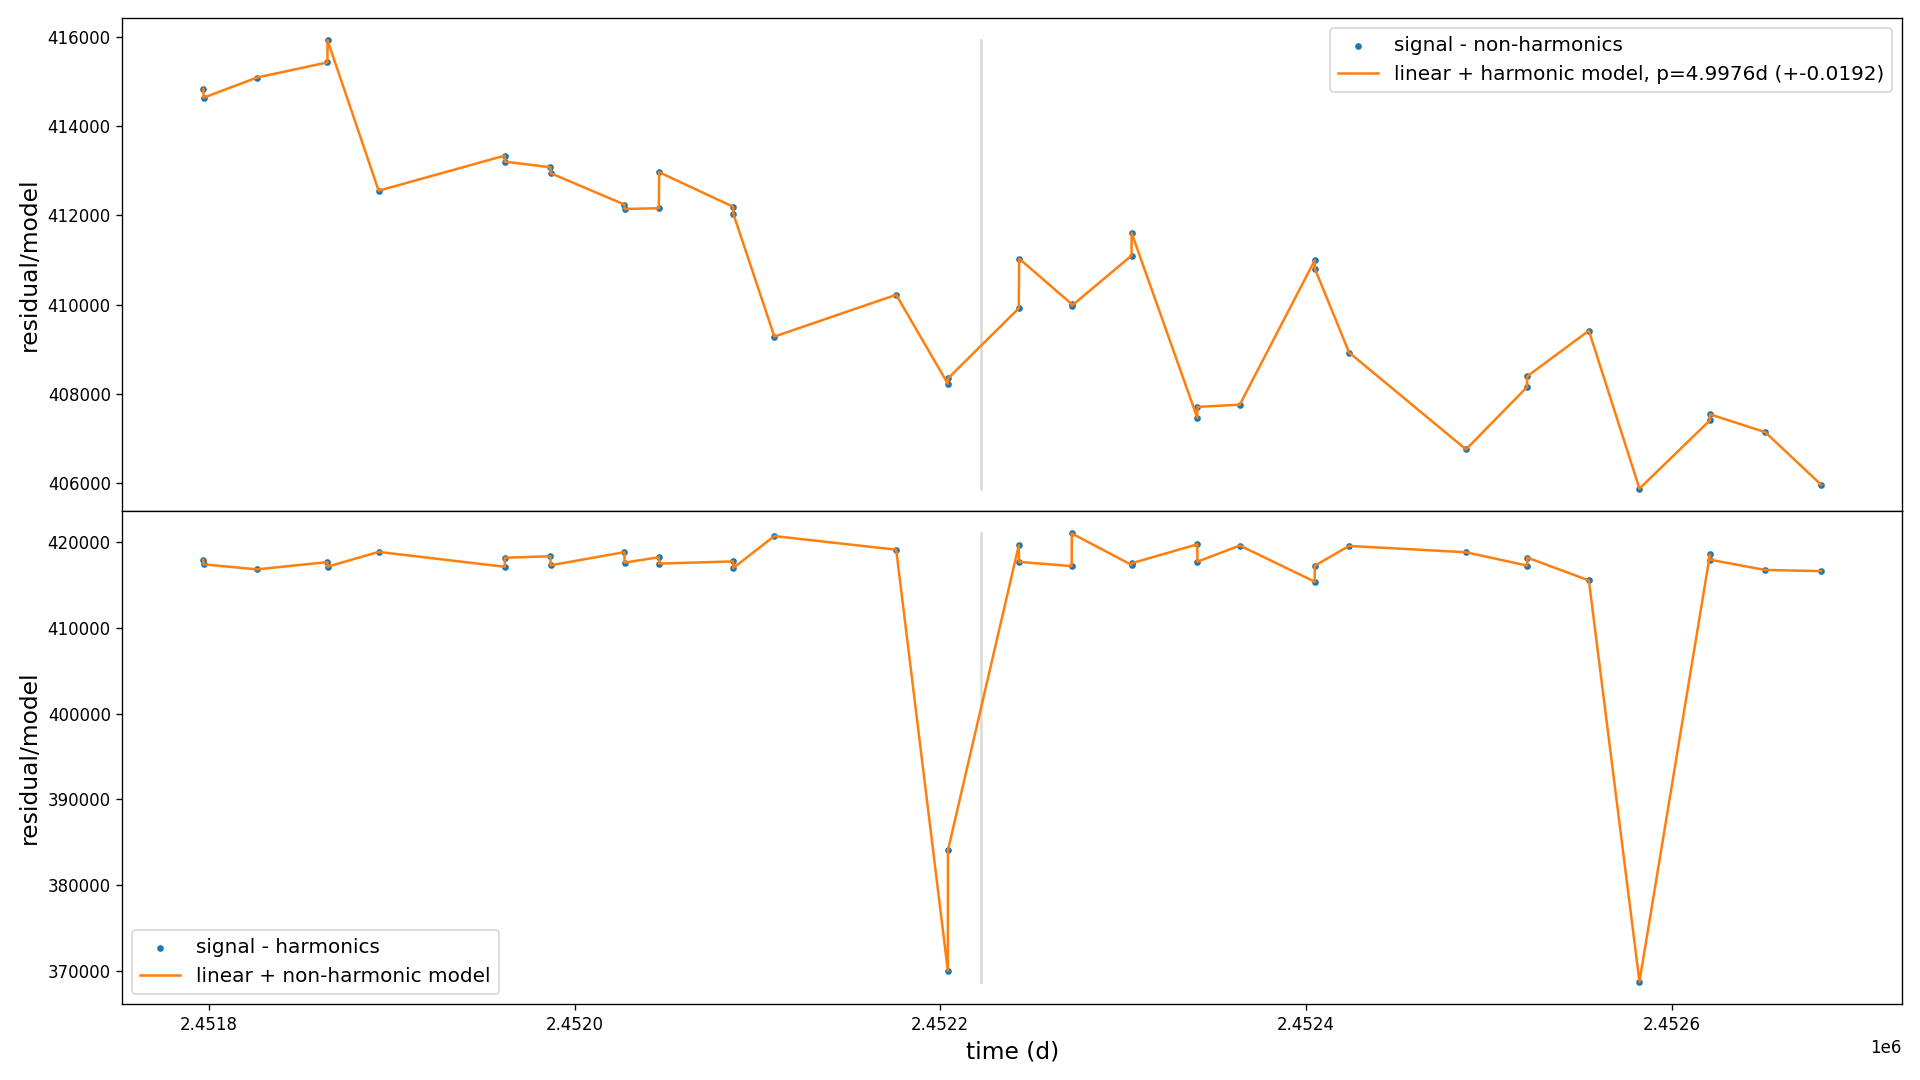 416000
414000
412000
410000
408000
406000
residual/model
signal - non-harmonics
linear + harmonic model, p=4.9976d (+-0.0192)
420000
410000
400000
390000
380000
370000
residual/model
signal - harmonics
linear + non-harmonic model
2.4518
2.4520
2.4522
2.4524
2.4526
1e6
time (d)